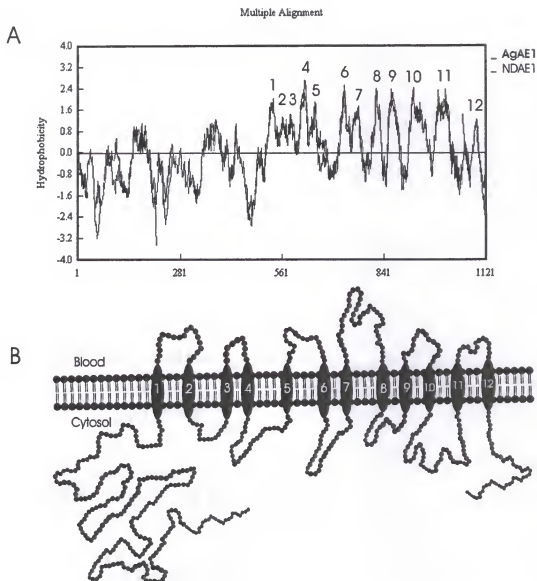 Multiple Alignment
A
AgAE1
NDAE1
Hydrophobicity
4.0
3.2
2.4
1.6
0.8
0.0
-0.8
-1.6
-2.4
-3.2
-4.0
1 2 3 4 5 6 7 8 9 10 11 12
1 281 561 841 1121
B
Blood
1 2 3 4 5 6 7 8 9 10 11 12
Cytosol